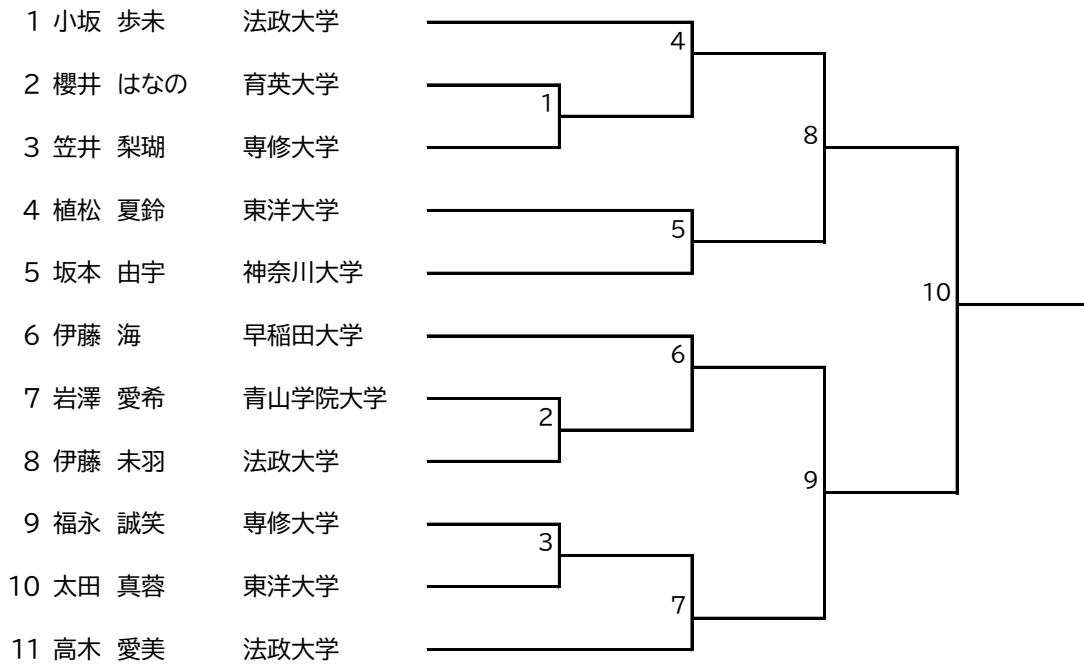 1 小坂 歩未 法政大学
4
2 櫻井 はなの 育英大学
1
8
3 笠井 梨瑚 専修大学
4 植松 夏鈴 東洋大学
5
5 坂本 由宇 神奈川大学
10
6 伊藤 海 早稲田大学
6
7 岩澤 愛希 青山学院大学
2
8 伊藤 未羽 法政大学
9
9 福永 誠笑 専修大学
3
10 太田 真蓉 東洋大学
7
11 高木 愛美 法政大学